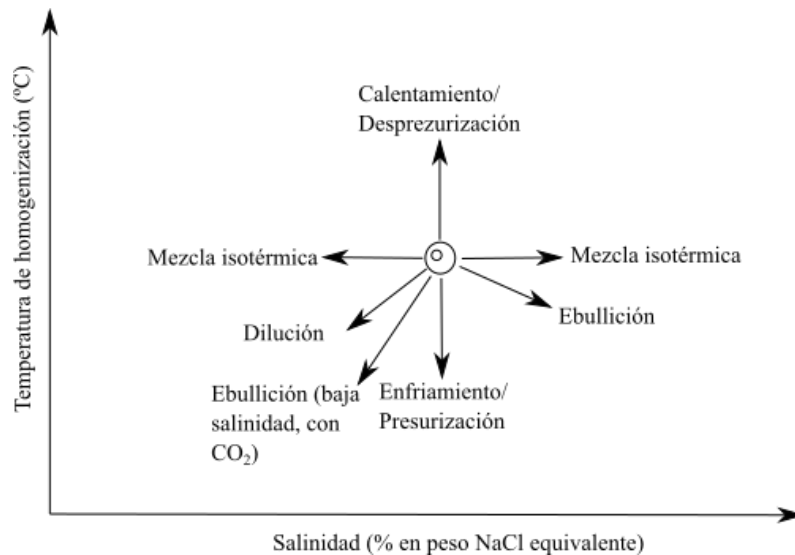 Temperatura de homogenización (ºC)
Calentamiento/
Desprezurización
Mezcla isotérmica
Mezcla isotérmica
Dilución
Ebullición
Ebullición (baja
salinidad, con
CO₂)
Enfriamiento/
Presurización
Salinidad (% en peso NaCl equivalente)